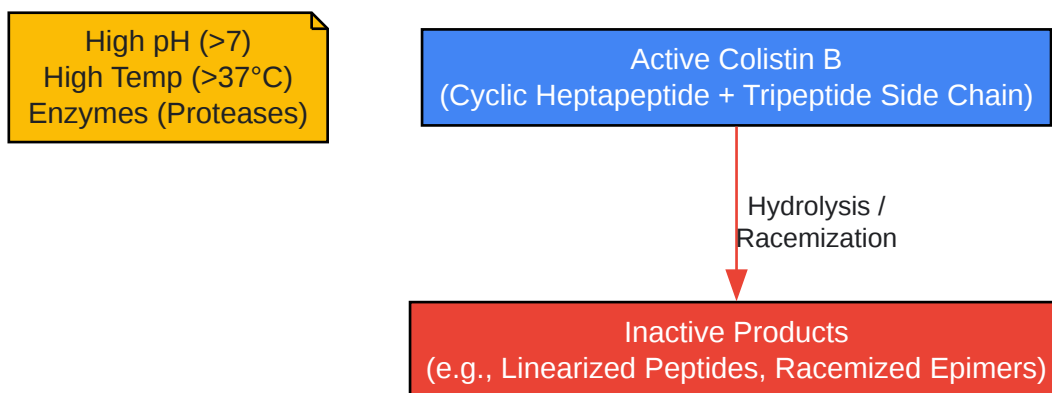 High pH (>7)
High Temp (>37°C)
Enzymes (Proteases)
Active Colistin B
(Cyclic Heptapeptide + Tripeptide Side Chain)
Hydrolysis /
Racemization
Inactive Products
(e.g., Linearized Peptides, Racemized Epimers)